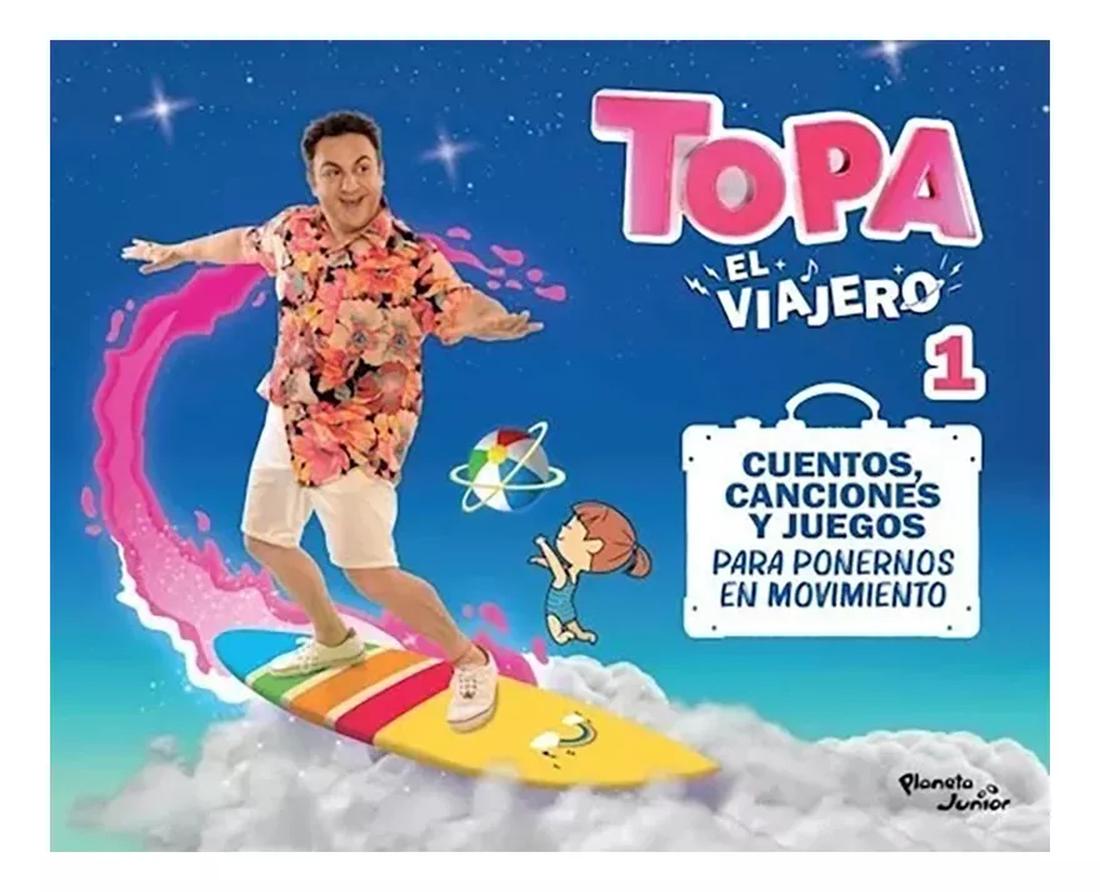 TOPA
EL
VIAJERO
1
CUENTOS,
CANCIONES
Y JUEGOS
PARA PONERNOS
EN MOVIMIENTO
Planeta
Junior